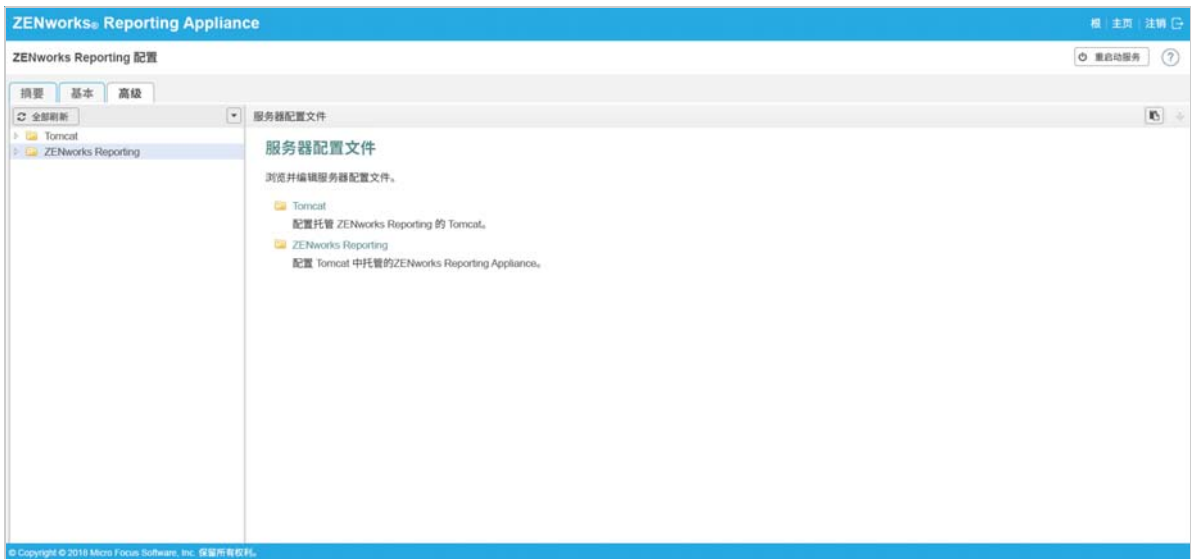 ZENworks® Reporting Appliance
根 主页 注销
ZENworks Reporting 配置
重启动服务 ?
摘要 基本 高级
全部刷新
服务器配置文件
Tomcat
ZENworks Reporting
服务器配置文件
浏览并编辑服务器配置文件。
Tomcat
配置托管 ZENworks Reporting 的 Tomcat。
ZENworks Reporting
配置 Tomcat 中托管的ZENworks Reporting Appliance。
© Copyright © 2018 Micro Focus Software, Inc. 保留所有权利。